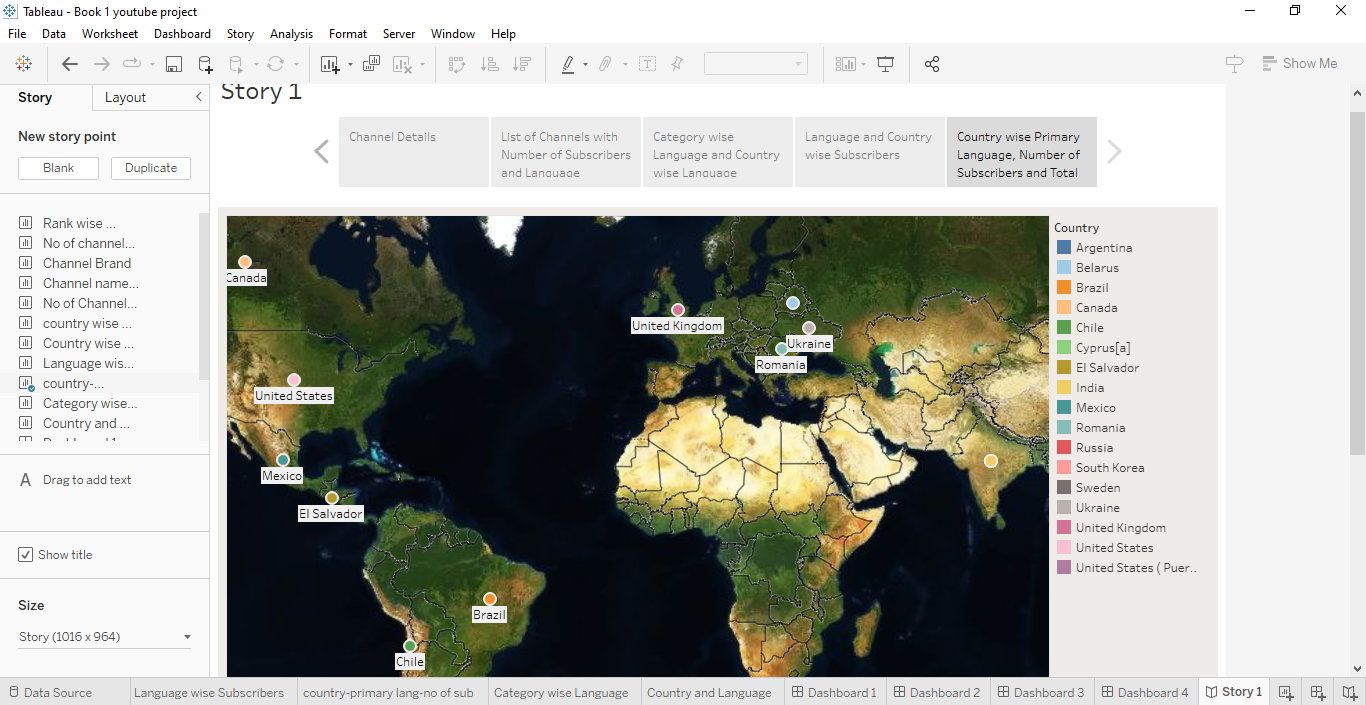 Tableau - Book 1 youtube project
File Data Worksheet Dashboard Story Analysis Format Server Window Help
Show Me
Story Layout
New story point
Blank Duplicate
Rank wise ...
No of channel...
Channel Brand
Channel name...
No of Channel...
country wise ...
Country wise ...
Language wis...
country-...
Category wise...
Country and ...
A Drag to add text
Show title
Size
Story (1016 x 964)
Story 1
Channel Details
List of Channels with
Number of Subscribers
and Language
Category wise
Language and Country
wise Language
Language and Country
wise Subscribers
Country wise Primary
Language, Number of
Subscribers and Total
Canada
United Kingdom
Ukraine
Romania
United States
Mexico
El Salvador
Brazil
Chile
Country
Argentina
Belarus
Brazil
Canada
Chile
Cyprus[a]
El Salvador
India
Mexico
Romania
Russia
South Korea
Sweden
Ukraine
United Kingdom
United States
United States ( Puer..
Data Source Language wise Subscribers country-primary lang-no of sub Category wise Language Country and Language Dashboard 1 Dashboard 2 Dashboard 3 Dashboard 4 Story 1